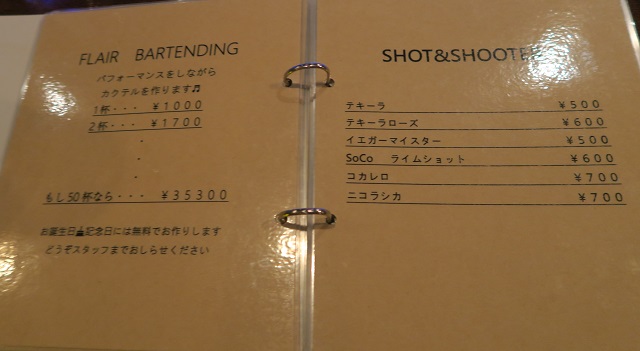 FLAIR BARTENDING
パフォーマンスをしながら
カクテルを作ります♫
1杯・・・ ¥1000
2杯・・・ ¥1700
・
・
・
もし50杯なら・・・ ¥35300
お誕生日🎂記念日には無料でお作りします
どうぞスタッフまでおしらせください
SHOT&SHOOTER
テキーラ ¥500
テキーラローズ ¥600
イエガーマイスター ¥500
SoCo ライムショット ¥600
コカレロ ¥700
ニコラシカ ¥700